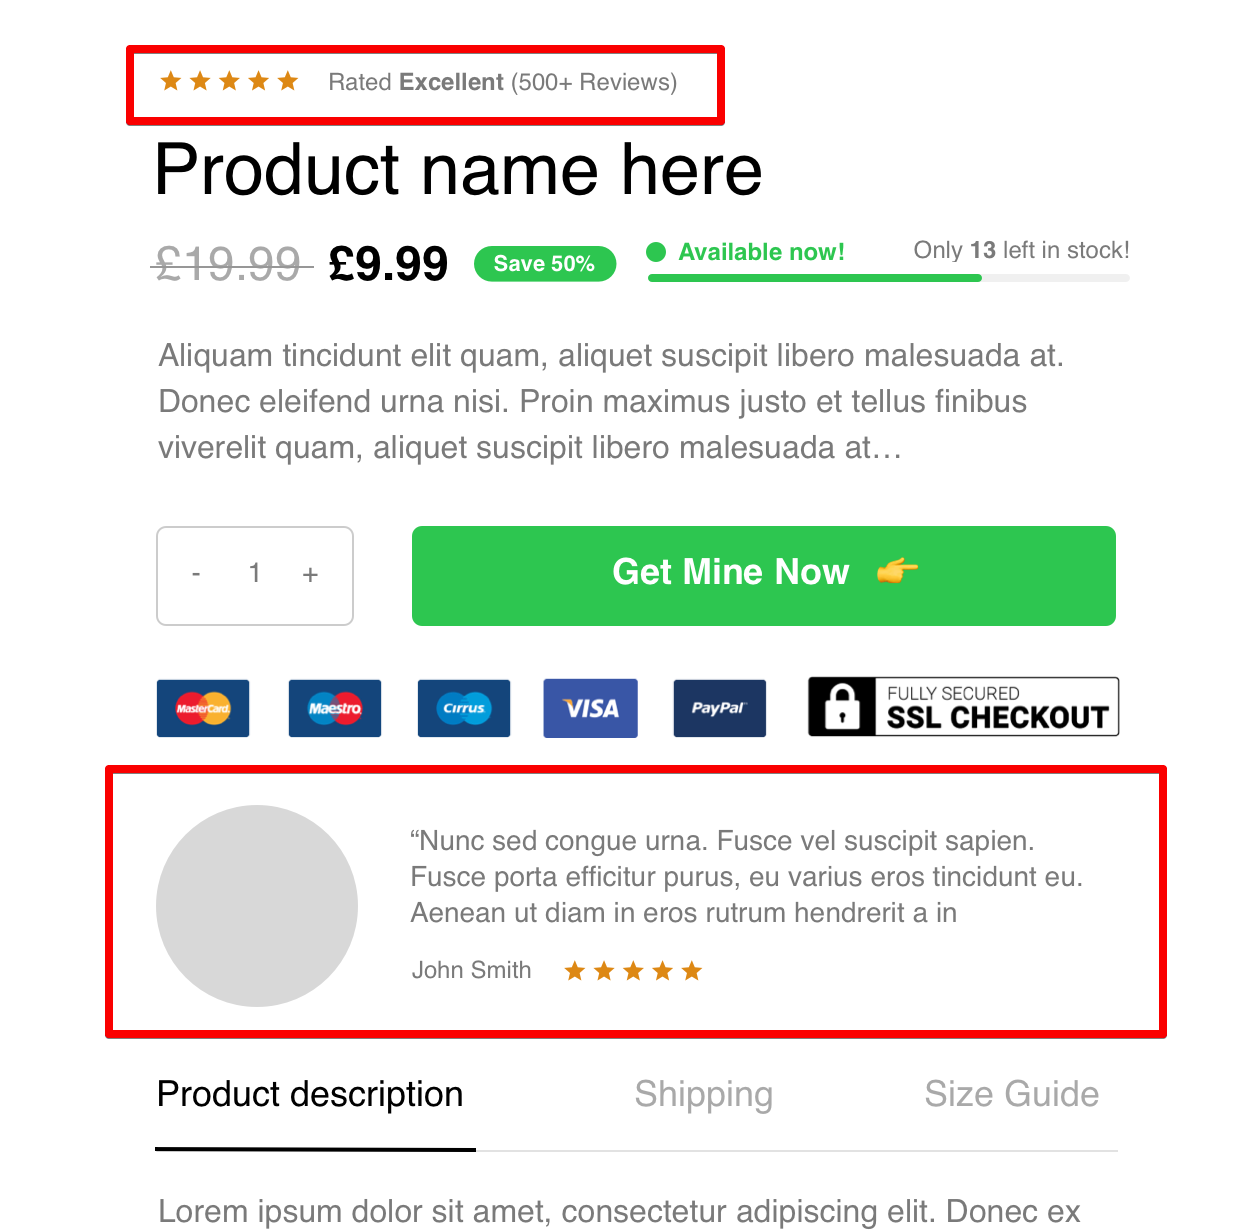 Rated Excellent (500+ Reviews)
Product name here
£19.99 £9.99 Save 50% Available now! Only 13 left in stock!
Aliquam tincidunt elit quam, aliquet suscipit libero malesuada at.
Donec eleifend urna nisi. Proin maximus justo et tellus finibus
viverelit quam, aliquet suscipit libero malesuada at…
- 1 + Get Mine Now
MasterCard Maestro Cirrus VISA PayPal FULLY SECURED
SSL CHECKOUT
“Nunc sed congue urna. Fusce vel suscipit sapien.
Fusce porta efficitur purus, eu varius eros tincidunt eu.
Aenean ut diam in eros rutrum hendrerit a in
John Smith
Product description Shipping Size Guide
Lorem ipsum dolor sit amet, consectetur adipiscing elit. Donec ex